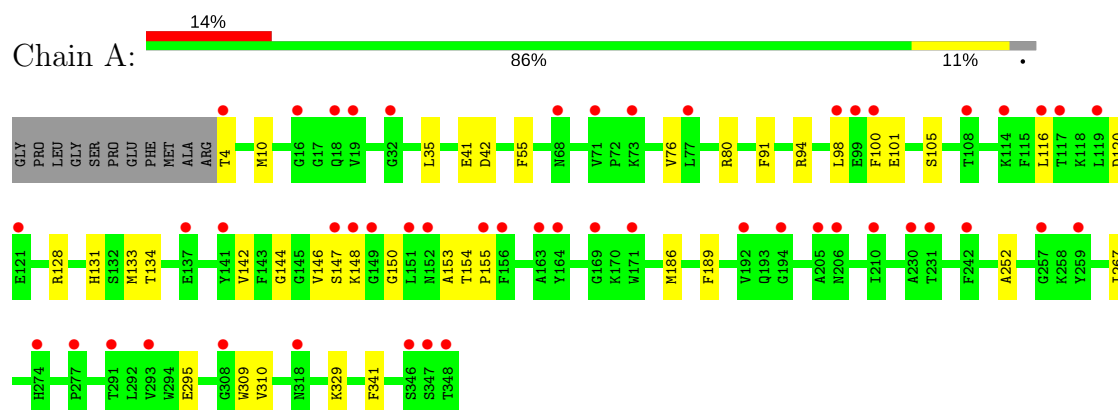 14%
Chain A:
86% 11% •
GLY PRO LEU GLY SER PRO GLU PHE MET ALA ARG T4 M10 G16 G17 Q18 V19 G32 L35 E41 D42 F55 N68 V71 P72 K73 V76 L77 R80 F91 R94 L98 E99 F100 E101 S105 T108 K114 F115 L116 T117 K118 L119 D120
E121 R128 H131 S132 M133 T134 E137 Y141 V142 F143 G144 G145 V146 S147 K148 G149 G150 L151 N152 A153 T154 P155 F156 A163 Y164 G169 K170 W171 M186 F189 V192 Q193 G194 A205 N206 I210 A230 T231 F242 A252 G257 K258 Y259 I267
H274 P277 T291 L292 V293 W294 E295 G308 W309 V310 N318 K329 F341 S346 S347 T348